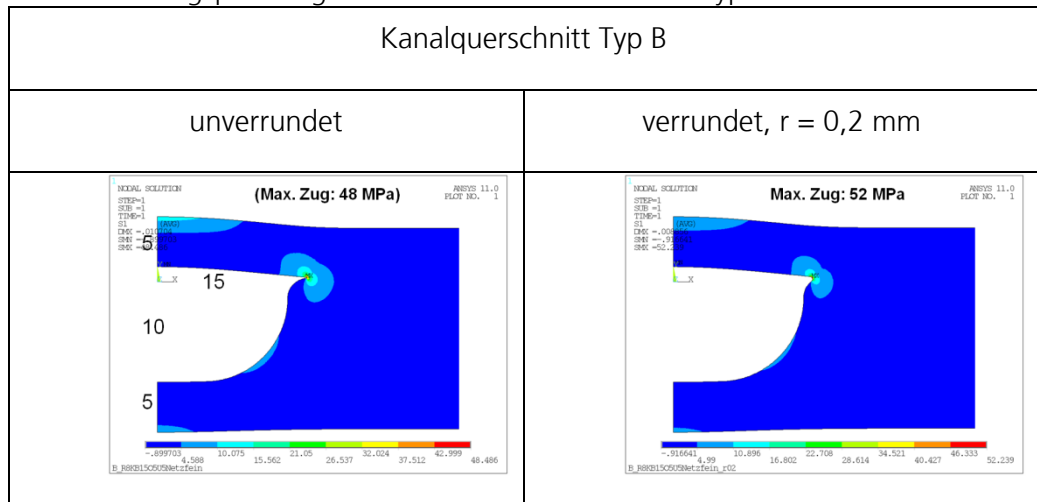 Kanalquerschnitt Typ B
unverrundet
verrundet, r = 0,2 mm
NODAL SOLUTION
STEP=1
SUB =1
TIME=1
S1 (AVG)
SMN
SMX
(Max. Zug: 48 MPa)
ANSYS 11.0
PLOT NO. 1
5
X
15
10
5
-.899703
4.588
10.075
15.562
21.05
26.537
32.024
37.512
42.999
48.486
B_R8KB15O505Netzfein
NODAL SOLUTION
STEP=1
SUB =1
TIME=1
S1 (AVG)
Max. Zug: 52 MPa
ANSYS 11.0
PLOT NO. 1
X
-.916641
4.99
10.896
16.802
22.708
28.614
34.521
40.427
46.333
52.239
B_R8KB15O505Netzfein_r02